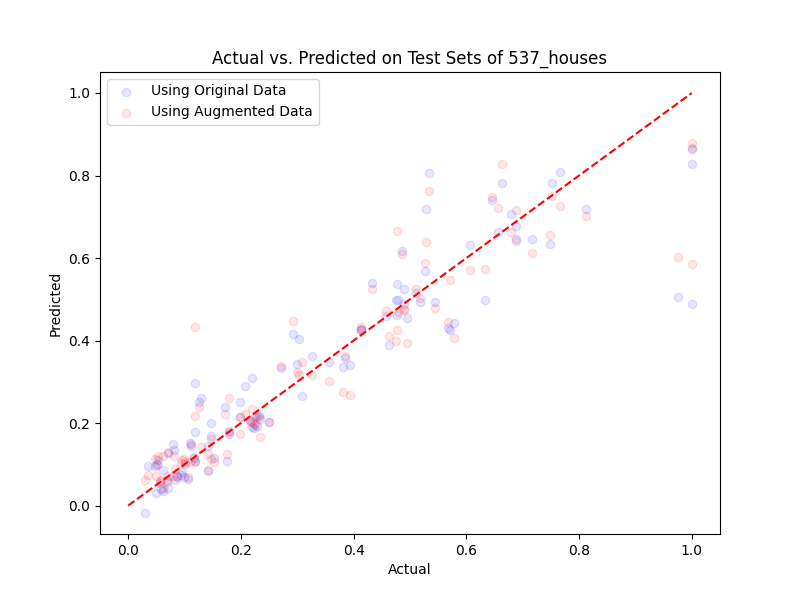 Actual vs. Predicted on Test Sets of 537_houses
Using Original Data
Using Augmented Data
1.0
0.8
0.6
0.4
0.2
0.0
Predicted
0.0 0.2 0.4 0.6 0.8 1.0
Actual